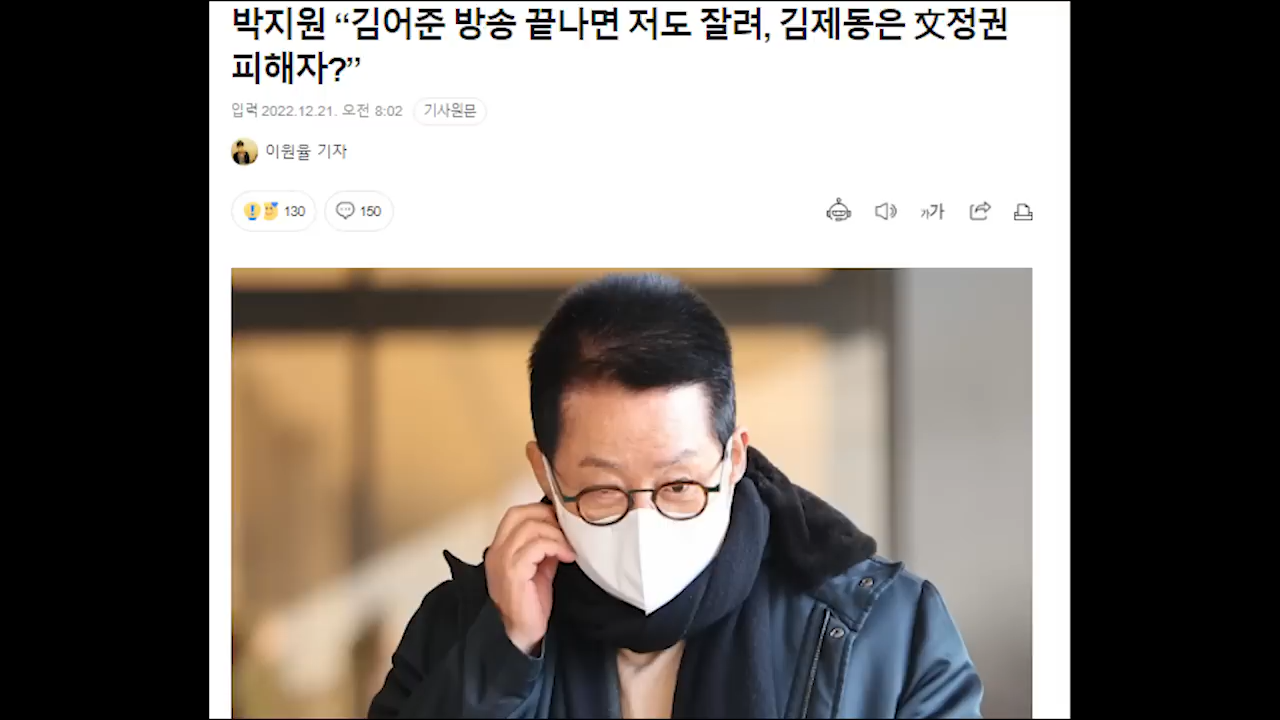 박지원 “김어준 방송 끝나면 저도 잘려, 김제동은 文정권
피해자?”
입력 2022.12.21. 오전 8:02 기사원문
이원율 기자
130 150
가가